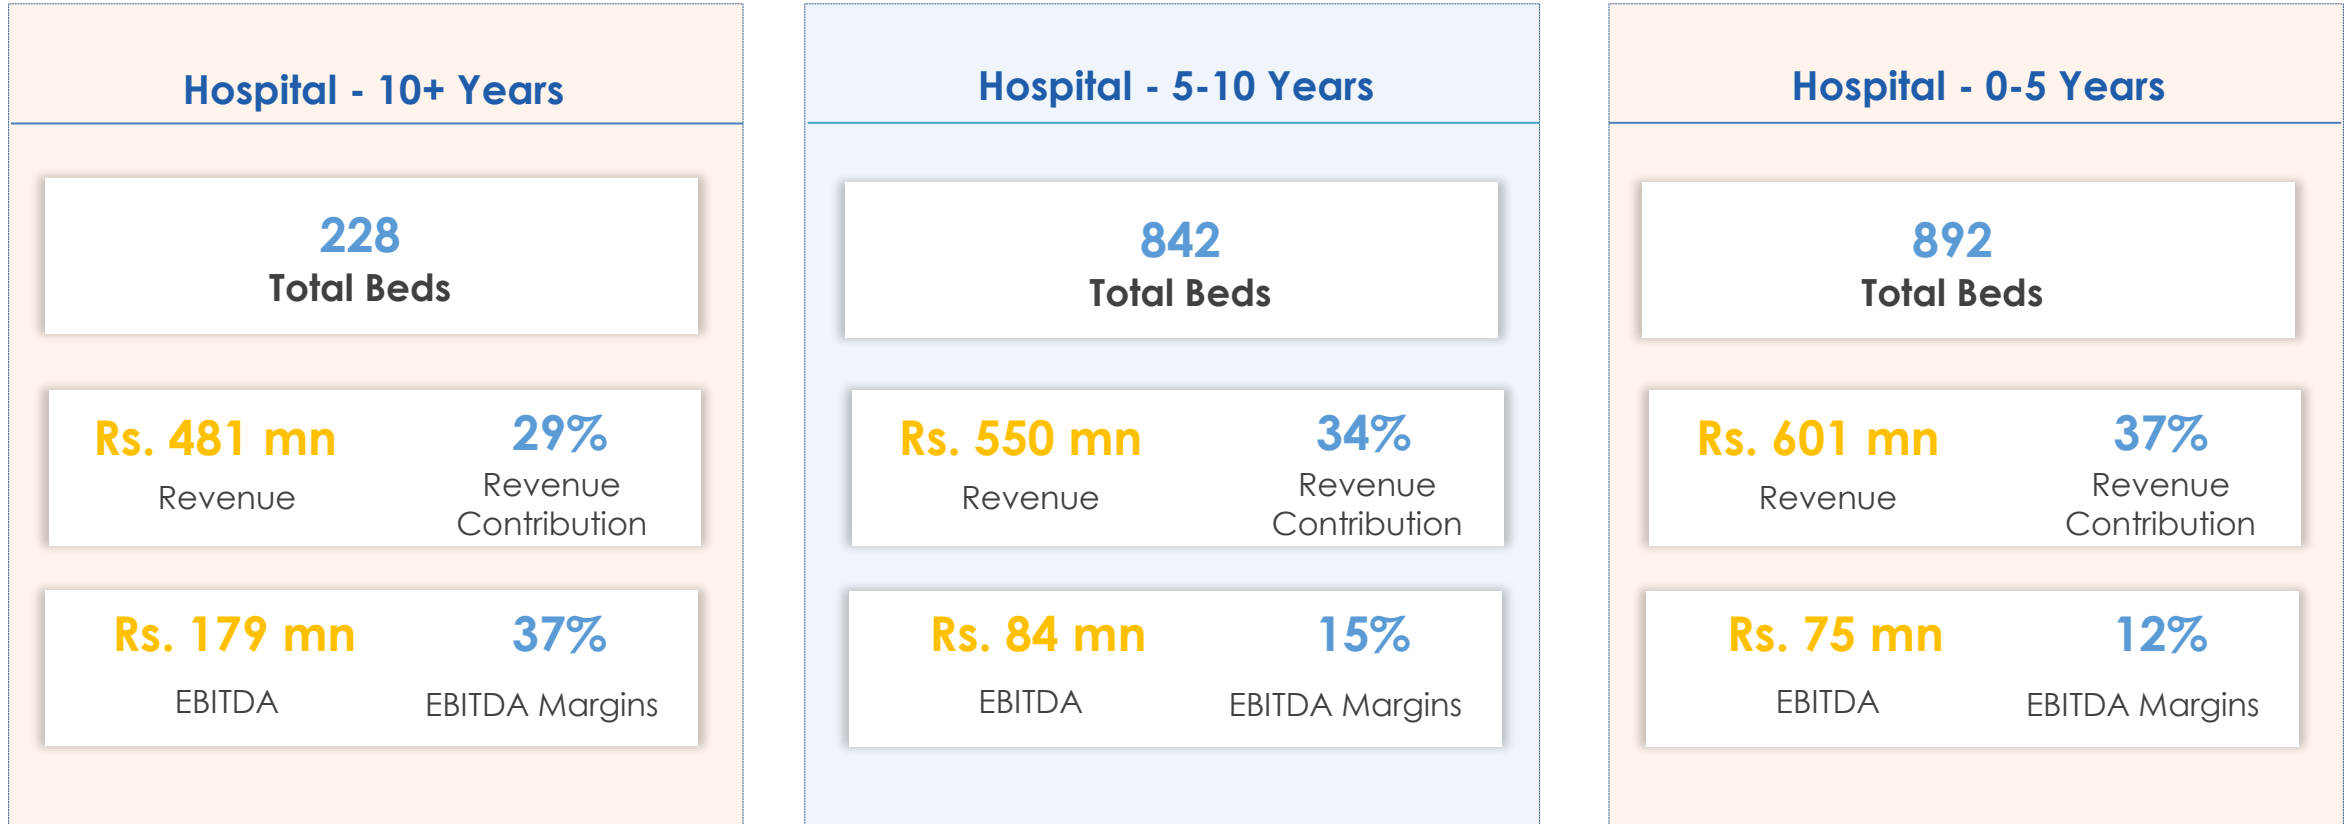 Hospital - 10+ Years
228
Total Beds
Rs. 481 mn
Revenue
29%
Revenue
Contribution
Rs. 179 mn
EBITDA
37%
EBITDA Margins
Hospital - 5-10 Years
842
Total Beds
Rs. 550 mn
Revenue
34%
Revenue
Contribution
Rs. 84 mn
EBITDA
15%
EBITDA Margins
Hospital - 0-5 Years
892
Total Beds
Rs. 601 mn
Revenue
37%
Revenue
Contribution
Rs. 75 mn
EBITDA
12%
EBITDA Margins